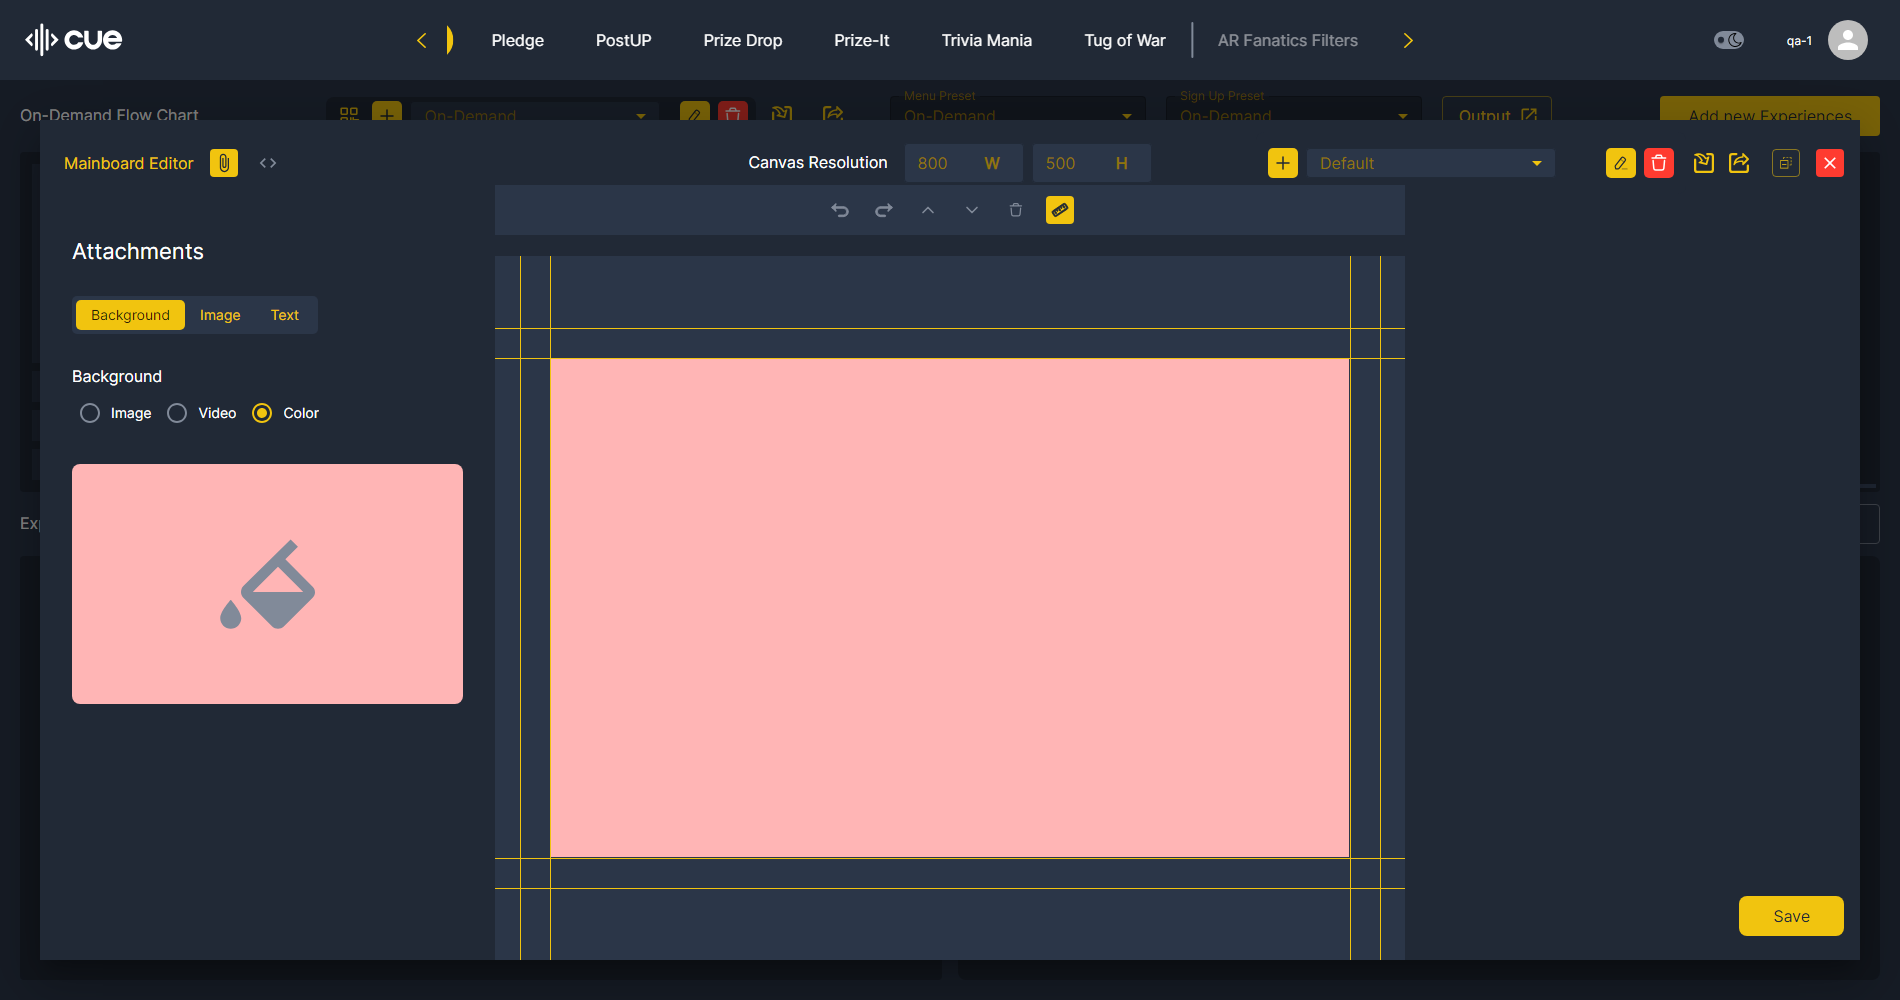 cue
Pledge
PostUP
Prize Drop
Prize-It
Trivia Mania
Tug of War
AR Fanatics Filters
qa-1
On-Demand Flow Chart
On-Demand
Menu Preset
On-Demand
Sign Up Preset
On-Demand
Output
Add new Experiences
Mainboard Editor
Canvas Resolution
800 W
500 H
Default
Attachments
Background
Image
Text
Background
Image
Video
Color
Save